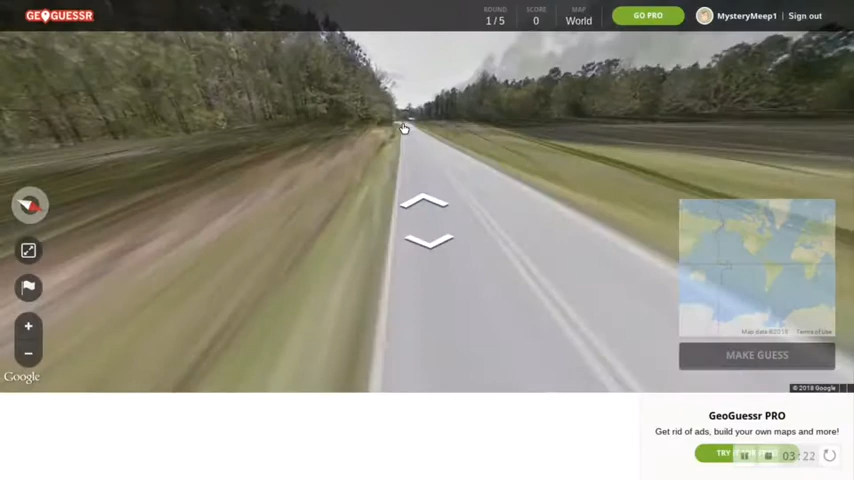 GEOGUESSR
ROUND
1 / 5
SCORE
0
MAP
World
GO PRO
MysteryMeep1 | Sign out
Map data ©2018
Terms of Use
MAKE GUESS
Google
© 2018 Google
GeoGuessr PRO
Get rid of ads, build your own maps and more!
TRY
03:22